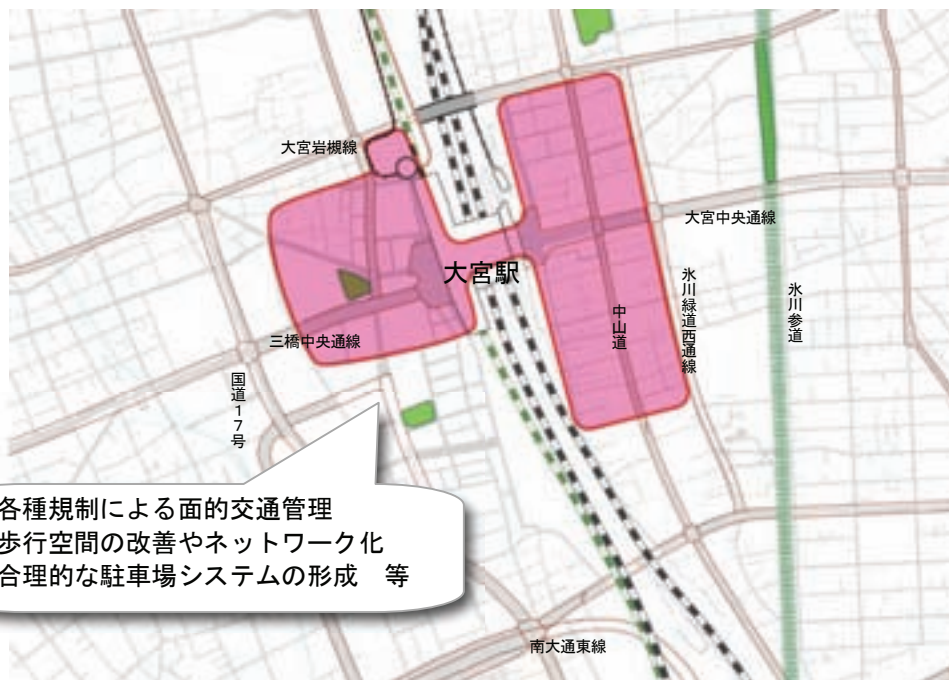 大宮岩槻線
大宮中央通線
大宮駅
氷川緑道西通線
氷川参道
中山道
三橋中央通線
国道17号
各種規制による面的交通管理
歩行空間の改善やネットワーク化
合理的な駐車場システムの形成　等
南大通東線